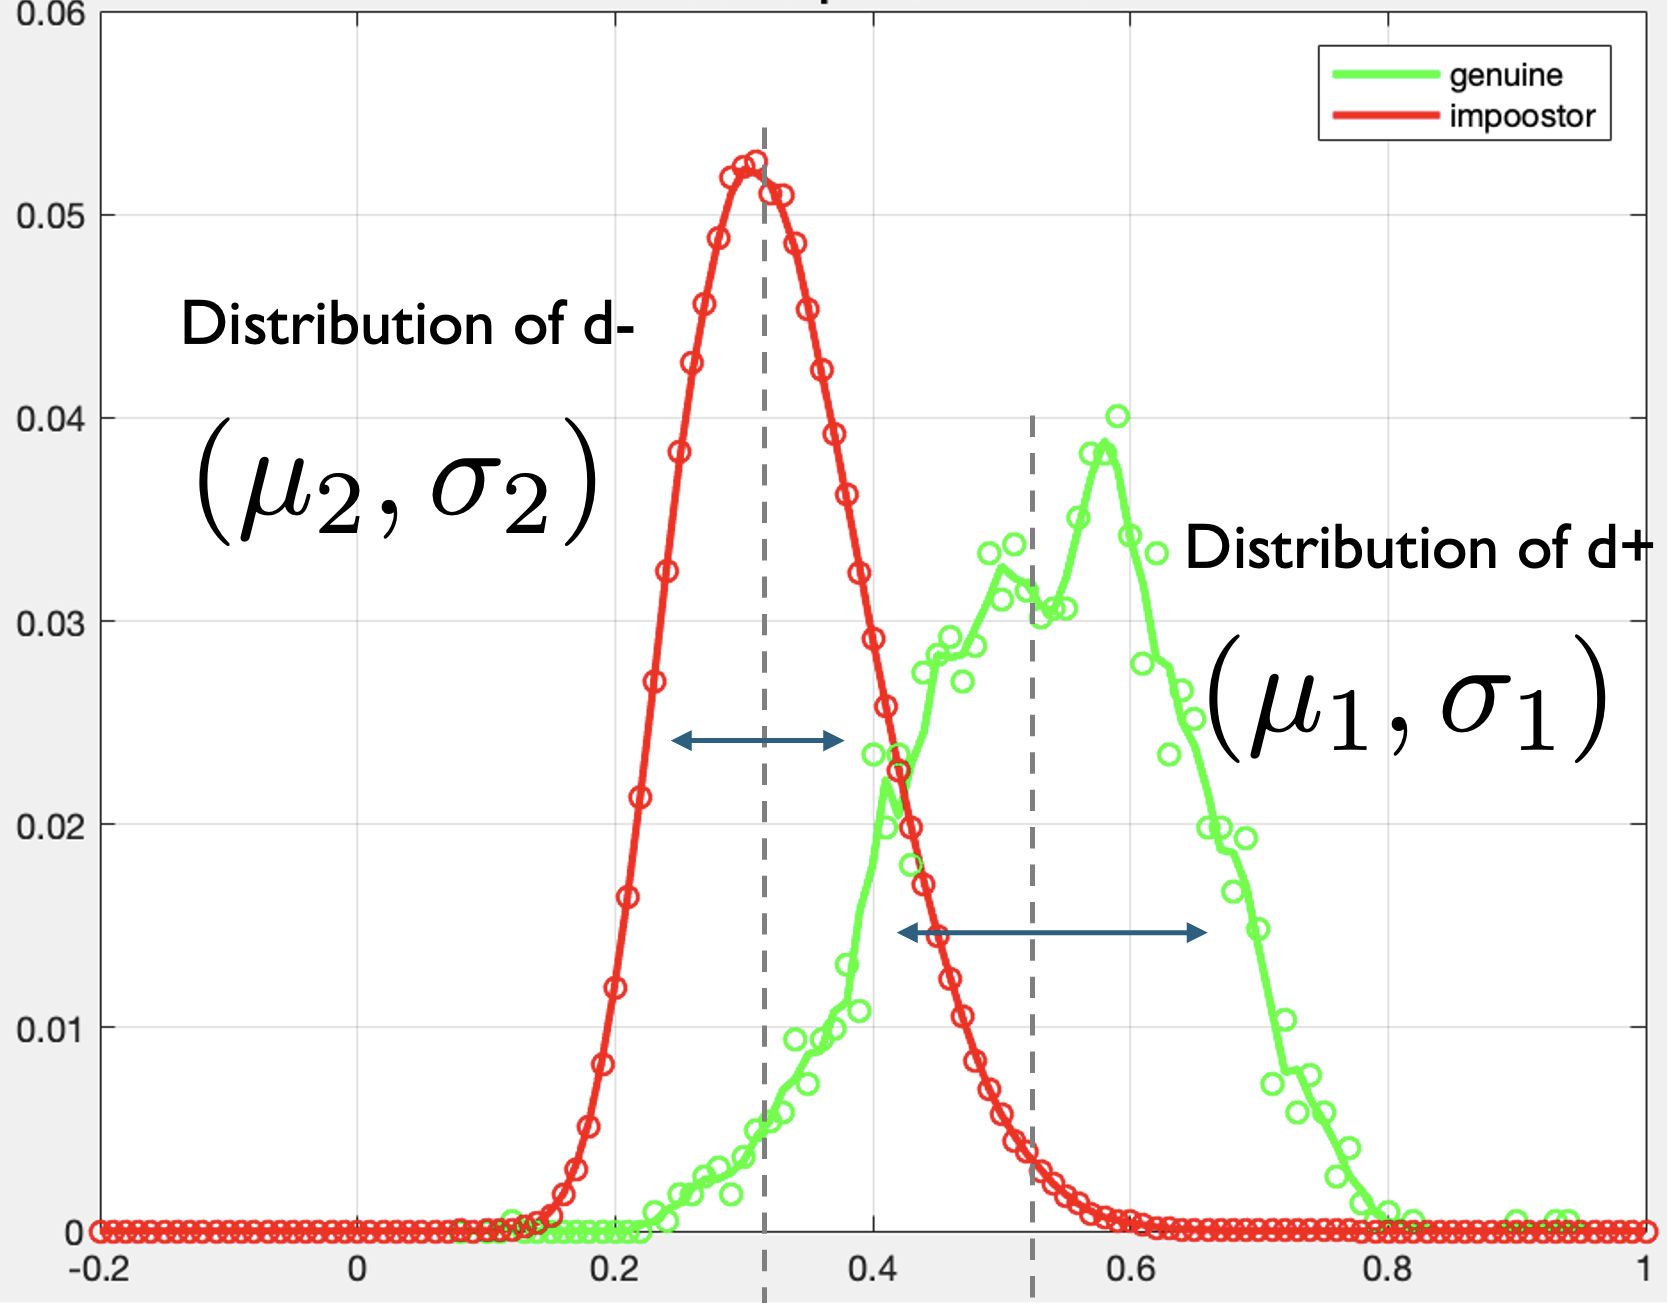 0.06
genuine
impoostor
0.05
Distribution of d-
0.04
(μ₂, σ₂)
Distribution of d+
0.03
(μ₁, σ₁)
0.02
0.01
0
-0.2 0 0.2 0.4 0.6 0.8 1